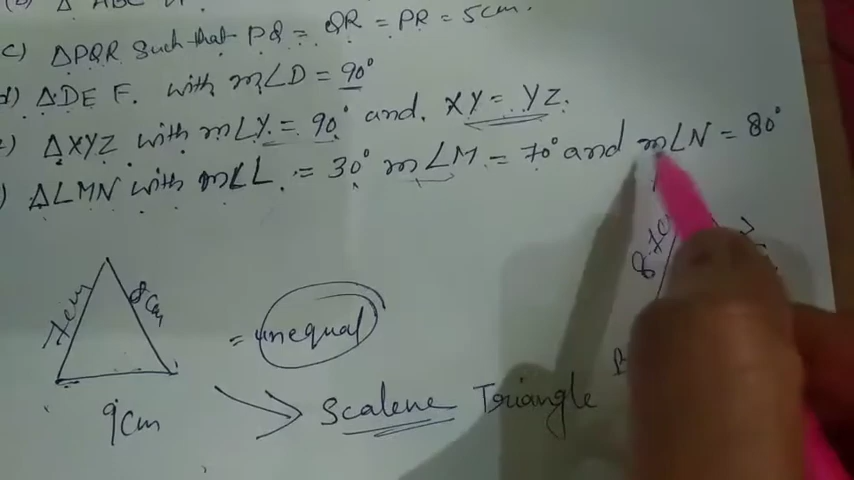 (b) Δ ABC
c) ΔPQR Such that PQ = QR = PR = 5cm.
d) ΔDEF. with m∠D = 90°
e) ΔXYZ with m∠Y = 90° and XY = YZ.
) ΔLMN with m∠L = 30° m∠M = 70° and m∠N = 80°
7cm
8cm
9cm
= unequal
Scalene Triangle